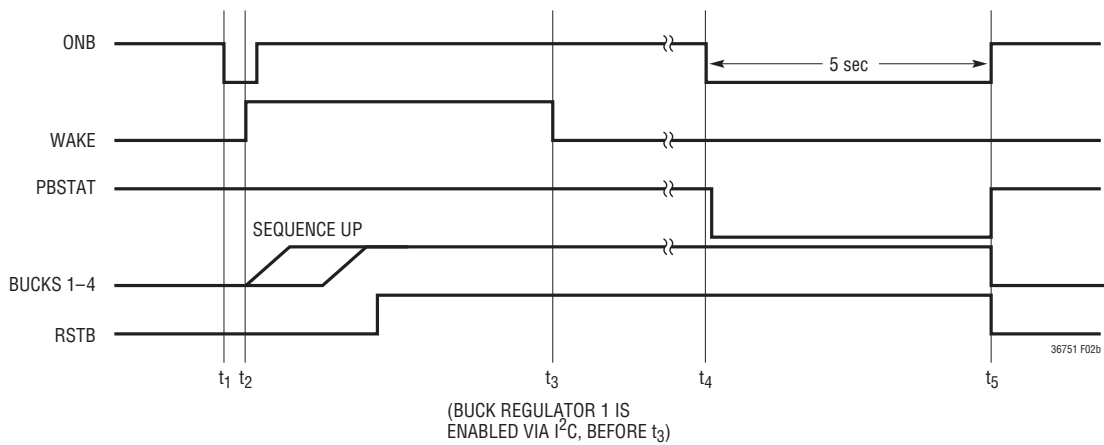 ONB
5 sec
WAKE
PBSTAT
SEQUENCE UP
BUCKS 1–4
RSTB
36751 F02b
t1 t2 t3 t4 t5
(BUCK REGULATOR 1 IS
ENABLED VIA I2C, BEFORE t3)